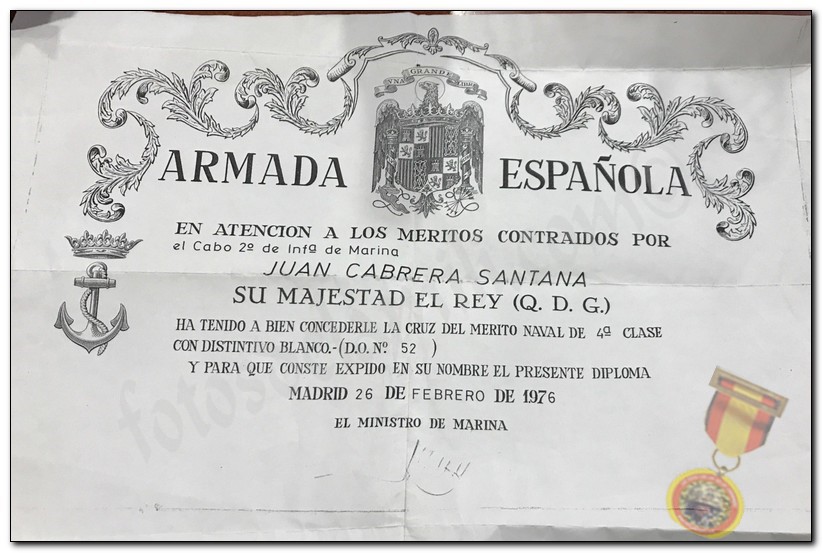 UNA GRANDE LIBRE
ARMADA ESPAÑOLA
EN ATENCION A LOS MERITOS CONTRAIDOS POR
el Cabo 2º de Infª de Marina
JUAN CABRERA SANTANA
SU MAJESTAD EL REY (Q. D. G.)
HA TENIDO A BIEN CONCEDERLE LA CRUZ DEL MERITO NAVAL DE 4ª CLASE
CON DISTINTIVO BLANCO.-(D.O. Nº 52 )
Y PARA QUE CONSTE EXPIDO EN SU NOMBRE EL PRESENTE DIPLOMA
MADRID 26 DE FEBRERO DE 1976
EL MINISTRO DE MARINA